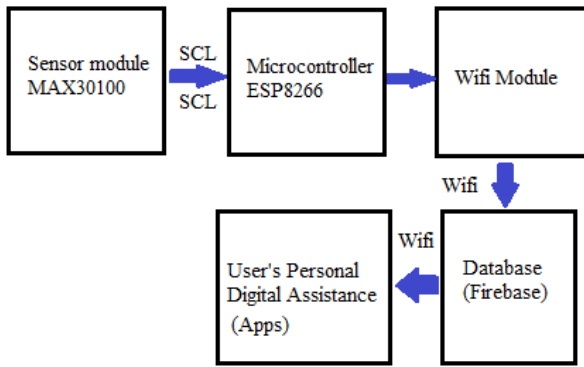 Sensor module
MAX30100
SCL
SCL
Microcontroller
ESP8266
Wifi Module
Wifi
Database
(Firebase)
Wifi
User's Personal
Digital Assistance
(Apps)